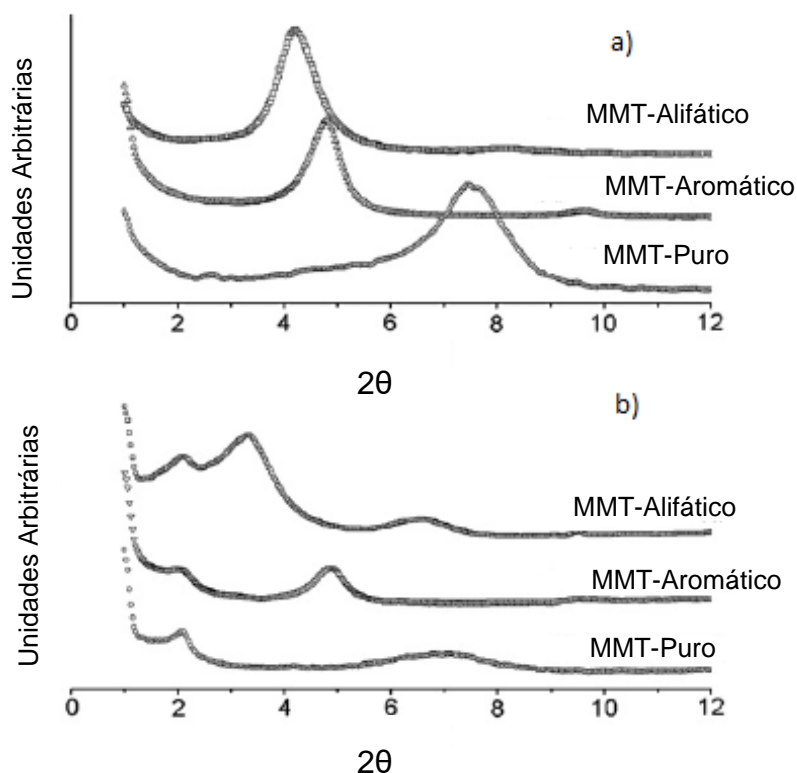 a)
Unidades Arbitrárias
MMT-Alifático
MMT-Aromático
MMT-Puro
0 2 4 6 8 10 12
2θ
b)
Unidades Arbitrárias
MMT-Alifático
MMT-Aromático
MMT-Puro
0 2 4 6 8 10 12
2θ